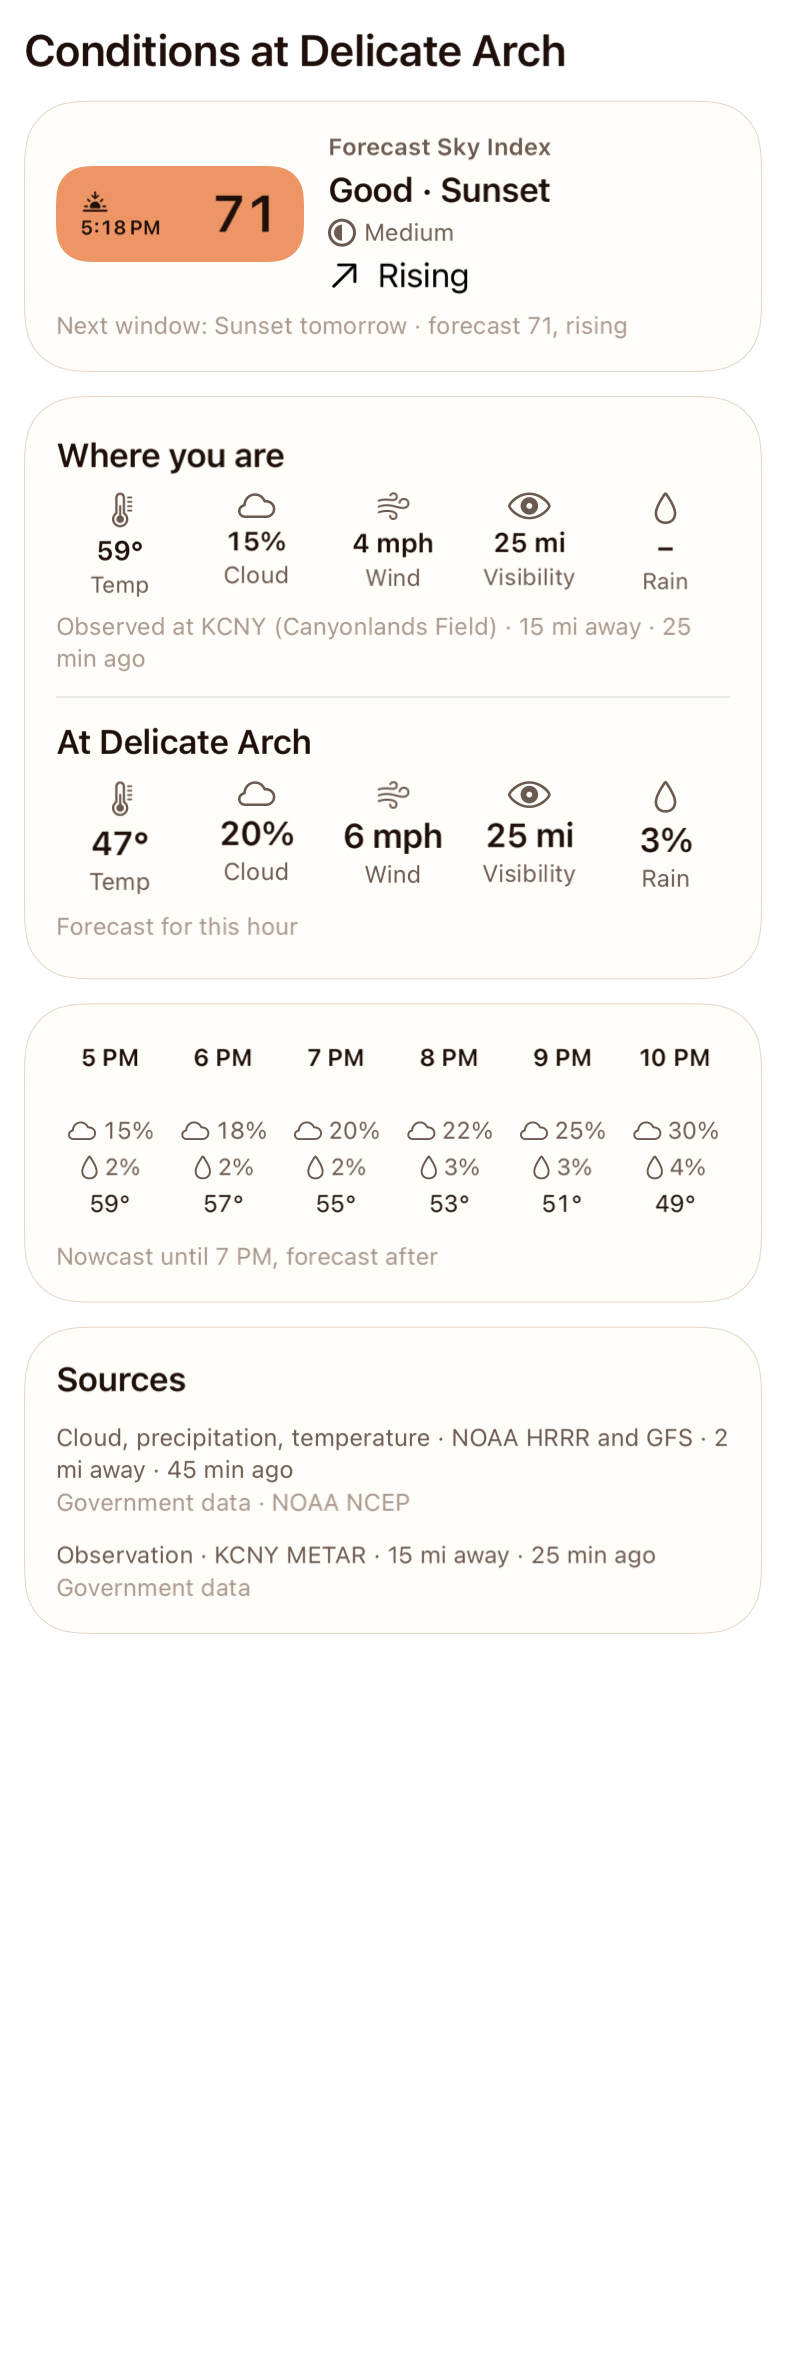 Conditions at Delicate Arch
5:18 PM
71
Forecast Sky Index
Good · Sunset
Medium
Rising
Next window: Sunset tomorrow · forecast 71, rising
Where you are
59° 15% 4 mph 25 mi –
Temp Cloud Wind Visibility Rain
Observed at KCNY (Canyonlands Field) · 15 mi away · 25
min ago
At Delicate Arch
47° 20% 6 mph 25 mi 3%
Temp Cloud Wind Visibility Rain
Forecast for this hour
5 PM 6 PM 7 PM 8 PM 9 PM 10 PM
15% 18% 20% 22% 25% 30%
2% 2% 2% 3% 3% 4%
59° 57° 55° 53° 51° 49°
Nowcast until 7 PM, forecast after
Sources
Cloud, precipitation, temperature · NOAA HRRR and GFS · 2
mi away · 45 min ago
Government data · NOAA NCEP
Observation · KCNY METAR · 15 mi away · 25 min ago
Government data